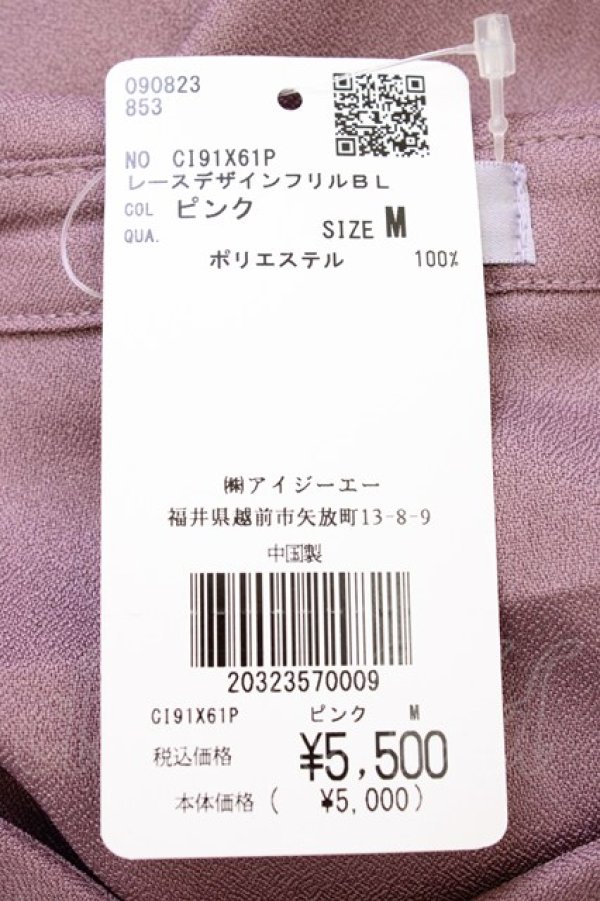 090823
853
NO CI91X61P
レースデザインフリルBL
COL ピンク
QUA. SIZE M
ポリエステル 100%
㈱アイジーエー
福井県越前市矢放町13-8-9
中国製
20323570009
CI91X61P ピンク M
税込価格 ¥5,500
本体価格( ¥5,000)